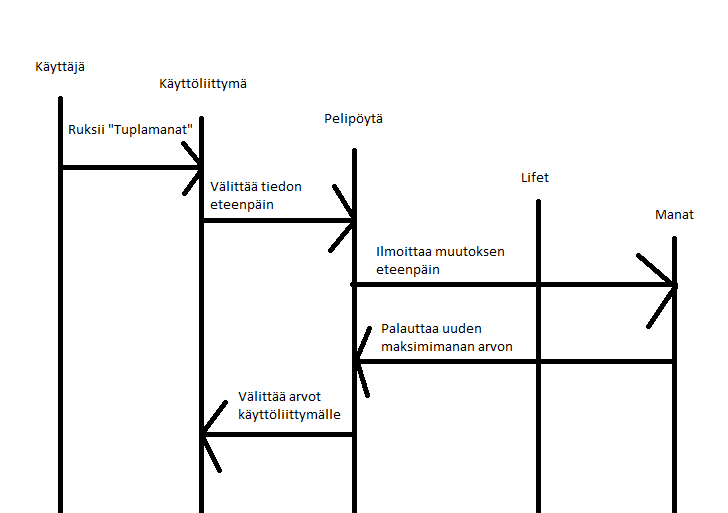 Käyttäjä
Käyttöliittymä
Pelipöytä
Lifet
Manat
Ruksii "Tuplamanat"
Välittää tiedon
eteenpäin
Ilmoittaa muutoksen
eteenpäin
Palauttaa uuden
maksimimanan arvon
Välittää arvot
käyttöliittymälle